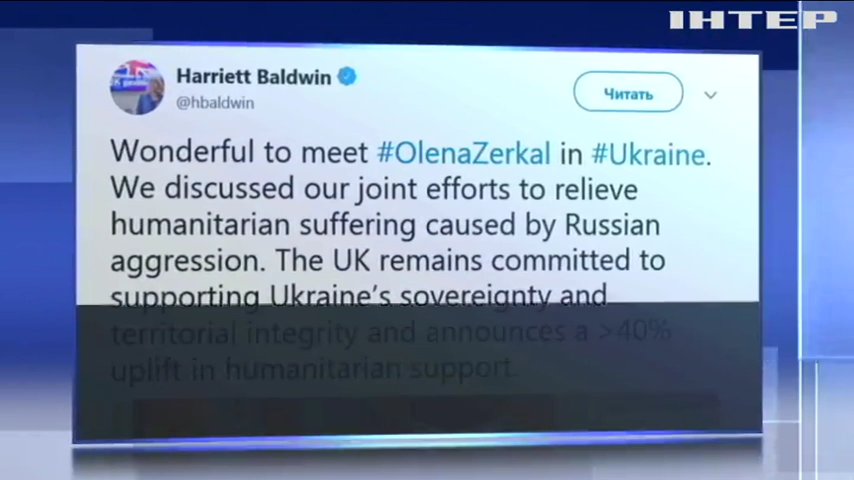 ІНТЕР
Harriett Baldwin
@hbaldwin
Читать
Wonderful to meet #OlenaZerkal in #Ukraine.
We discussed our joint efforts to relieve
humanitarian suffering caused by Russian
aggression. The UK remains committed to
supporting Ukraine's sovereignty and
territorial integrity and announces a >40%
uplift in humanitarian support.